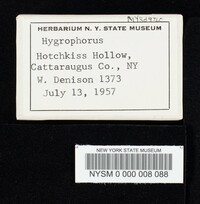 HERBARIUM N. Y. STATE MUSEUM
Hygrophorus
Hotchkiss Hollow,
Cattaraugus Co., NY
W. Denison 1373
July 13, 1957
NEW YORK STATE MUSEUM
NYSM 0 000 008 088